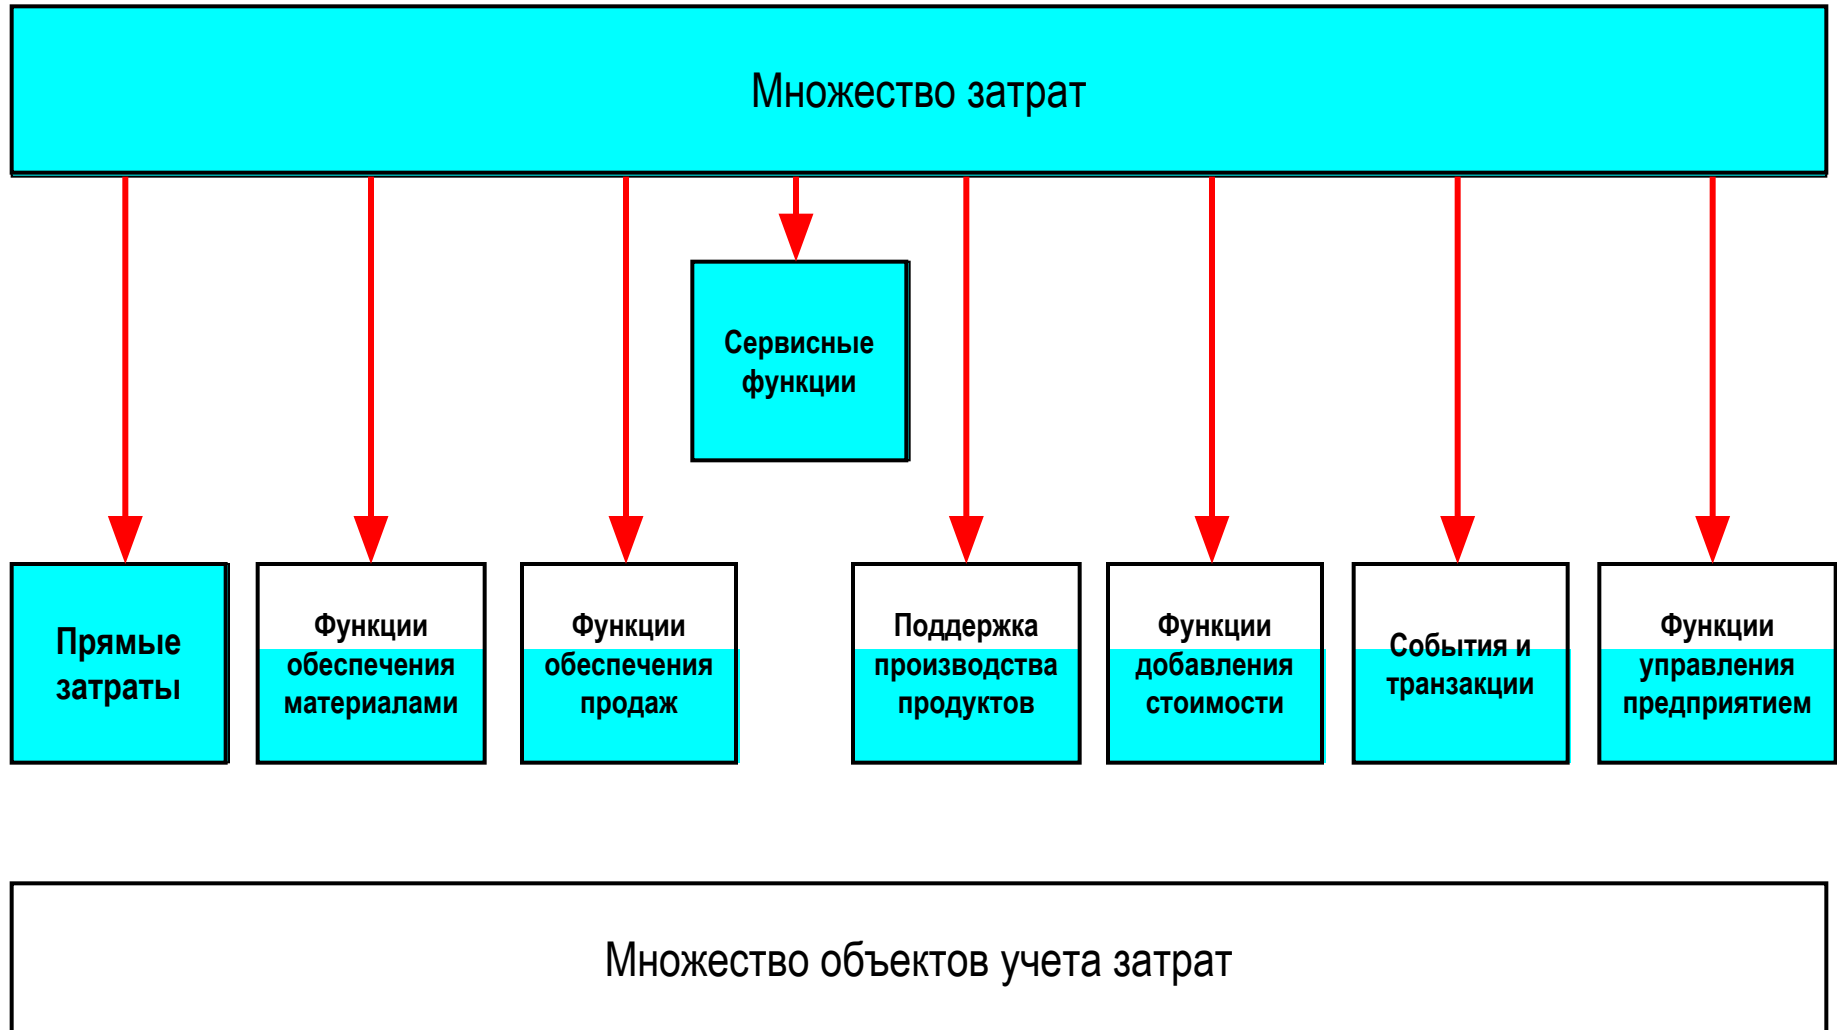 Множество затрат
Сервисные
функции
Прямые
затраты
Функции
обеспечения
материалами
Функции
обеспечения
продаж
Поддержка
производства
продуктов
Функции
добавления
стоимости
События и
транзакции
Функции
управления
предприятием
Множество объектов учета затрат